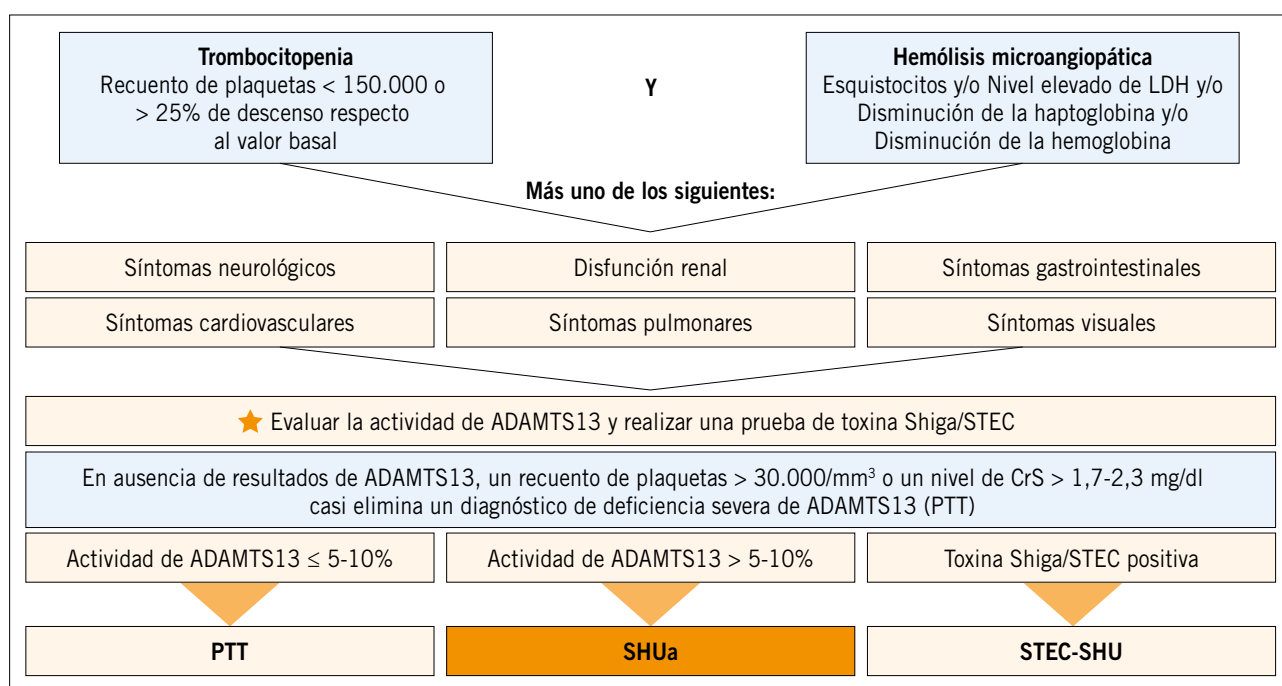 Trombocitopenia
Recuento de plaquetas < 150.000 o
> 25% de descenso respecto
al valor basal
Y
Hemólisis microangiopática
Esquistocitos y/o Nivel elevado de LDH y/o
Disminución de la haptoglobina y/o
Disminución de la hemoglobina
Más uno de los siguientes:
Síntomas neurológicos
Disfunción renal
Síntomas gastrointestinales
Síntomas cardiovasculares
Síntomas pulmonares
Síntomas visuales
Evaluar la actividad de ADAMTS13 y realizar una prueba de toxina Shiga/STEC
En ausencia de resultados de ADAMTS13, un recuento de plaquetas > 30.000/mm³ o un nivel de CrS > 1,7-2,3 mg/dl
casi elimina un diagnóstico de deficiencia severa de ADAMTS13 (PTT)
Actividad de ADAMTS13 ≤ 5-10%
Actividad de ADAMTS13 > 5-10%
Toxina Shiga/STEC positiva
PTT
SHUa
STEC-SHU